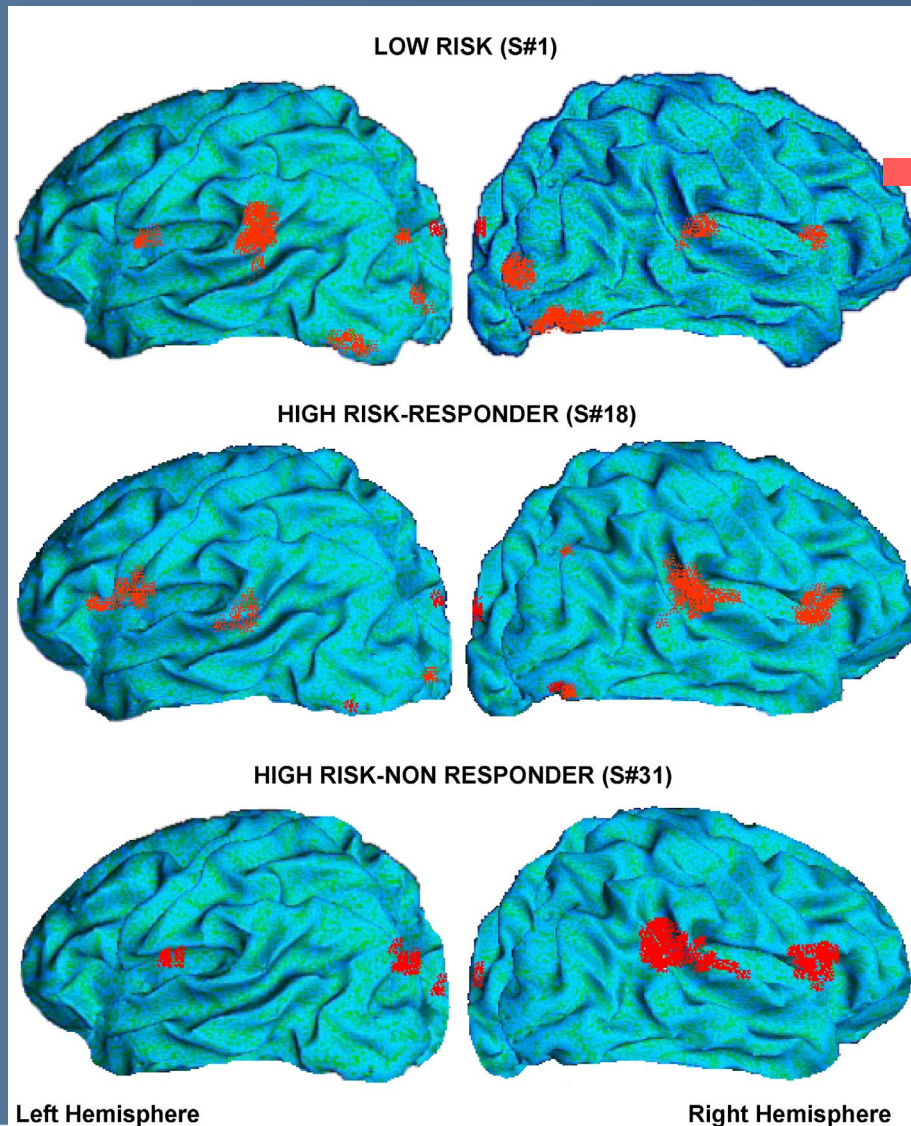 LOW RISK (S#1)
HIGH RISK-RESPONDER (S#18)
HIGH RISK-NON RESPONDER (S#31)
Left Hemisphere
Right Hemisphere